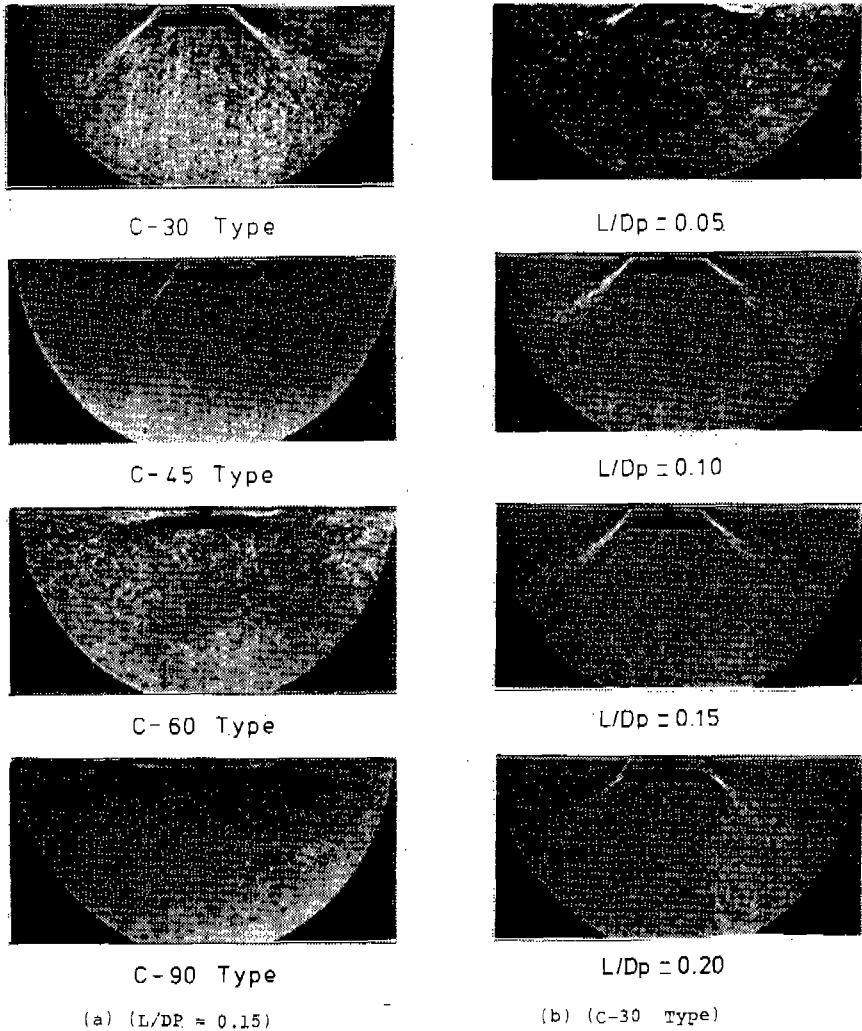 C-30 Type
C-45 Type
C-60 Type
C-90 Type
(a) (L/DP = 0.15)
L/Dp = 0.05
L/Dp = 0.10
L/Dp = 0.15
L/Dp = 0.20
(b) (C-30 Type)